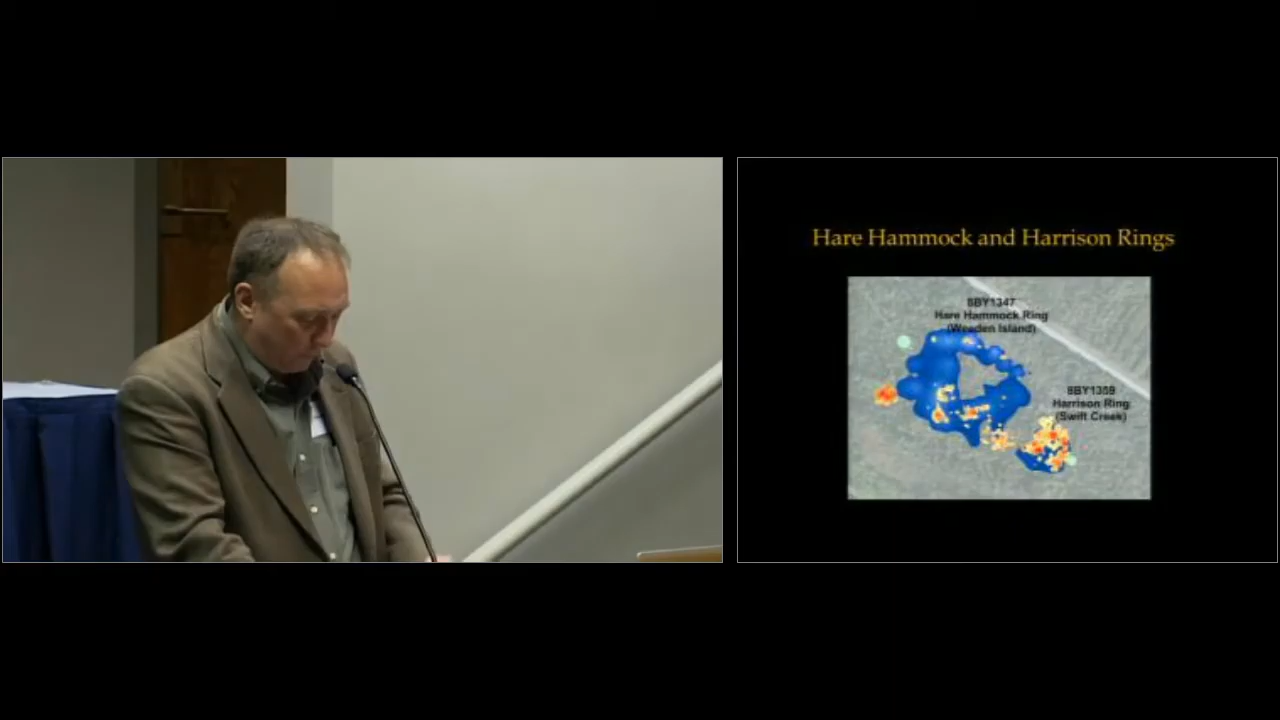 Hare Hammock and Harrison Rings
8BY1347
Hare Hammock Ring
(Weeden Island)
8BY1359
Harrison Ring
(Swift Creek)